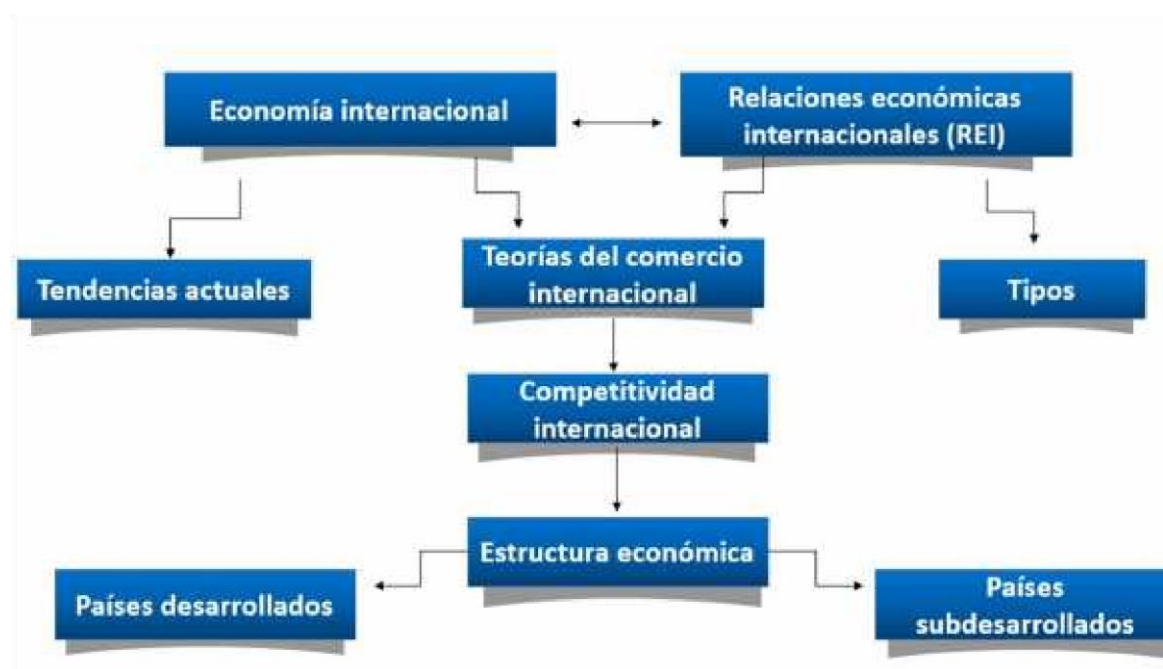 Economía internacional
Relaciones económicas
internacionales (REI)
Tendencias actuales
Teorías del comercio
internacional
Tipos
Competitividad
internacional
Estructura económica
Países desarrollados
Países
subdesarrollados